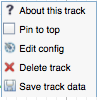 About this track
Pin to top
Edit config
Delete track
Save track data